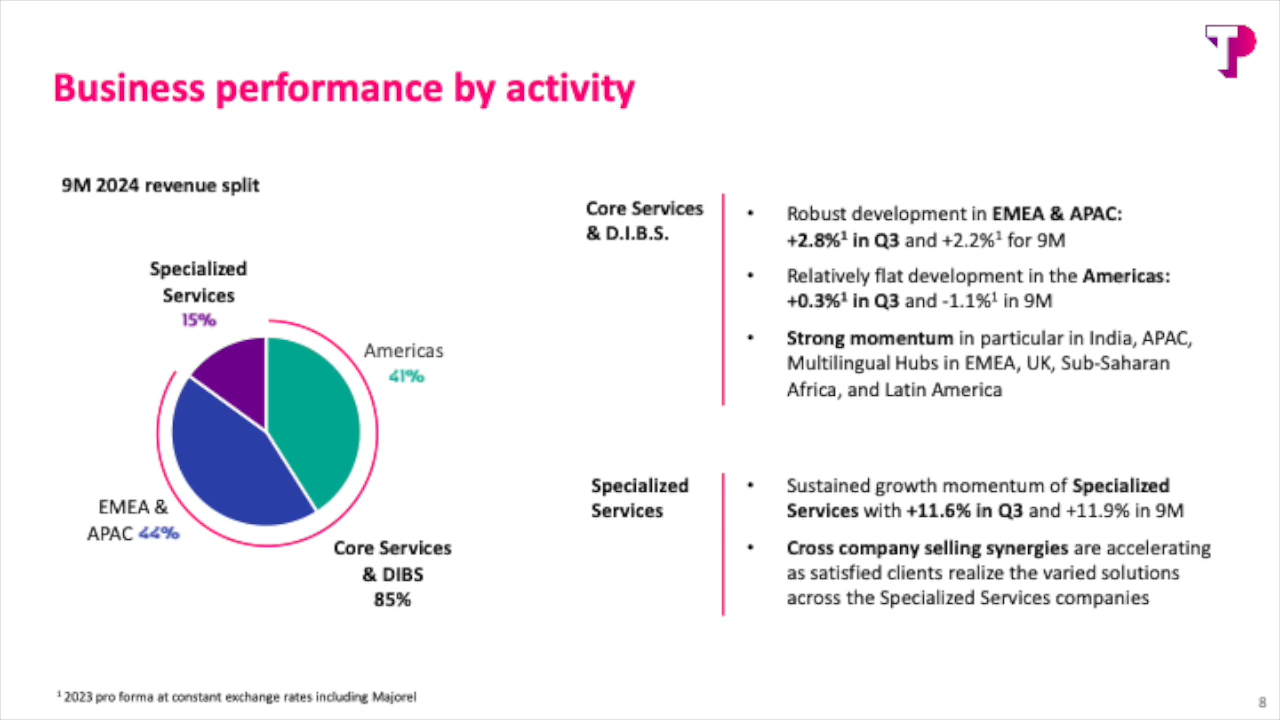 TP
Business performance by activity
9M 2024 revenue split
Specialized
Services
15%
Americas
41%
EMEA &
APAC 44%
Core Services
& DIBS
85%
Core Services
& D.I.B.S.
• Robust development in EMEA & APAC:
+2.8%¹ in Q3 and +2.2%¹ for 9M
• Relatively flat development in the Americas:
+0.3%¹ in Q3 and -1.1%¹ in 9M
• Strong momentum in particular in India, APAC,
Multilingual Hubs in EMEA, UK, Sub-Saharan
Africa, and Latin America
Specialized
Services
• Sustained growth momentum of Specialized
Services with +11.6% in Q3 and +11.9% in 9M
• Cross company selling synergies are accelerating
as satisfied clients realize the varied solutions
across the Specialized Services companies
¹ 2023 pro forma at constant exchange rates including Majorel
8